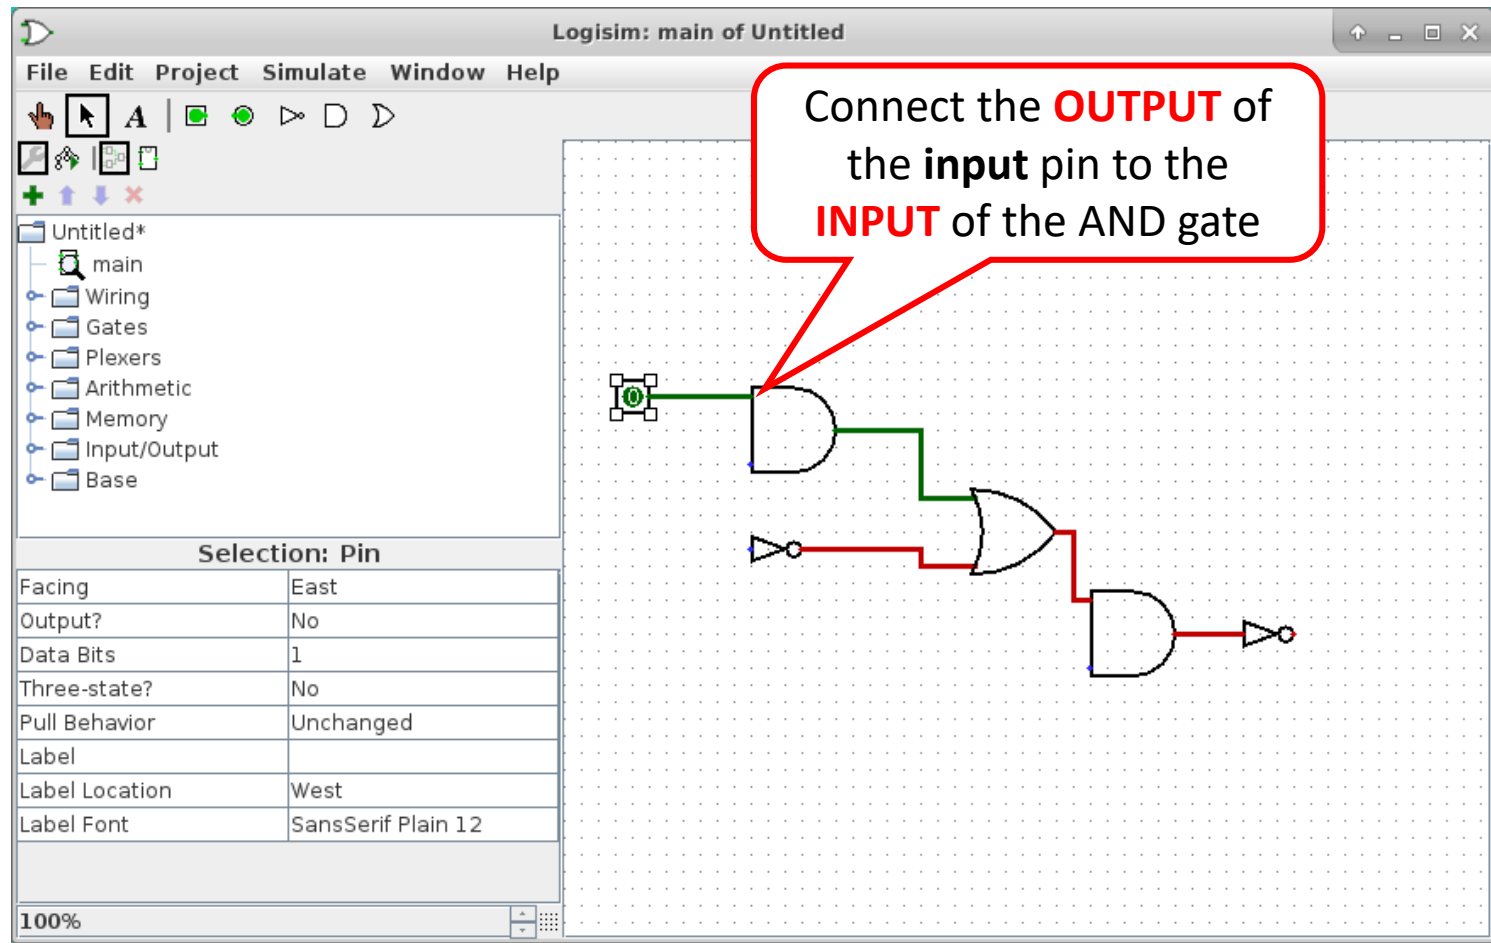 Logisim: main of Untitled
File Edit Project Simulate Window Help
A
Connect the OUTPUT of
the input pin to the
INPUT of the AND gate
Untitled*
main
Wiring
Gates
Plexers
Arithmetic
Memory
Input/Output
Base
Selection: Pin
Facing East
Output? No
Data Bits 1
Three-state? No
Pull Behavior Unchanged
Label
Label Location West
Label Font SansSerif Plain 12
100%
0